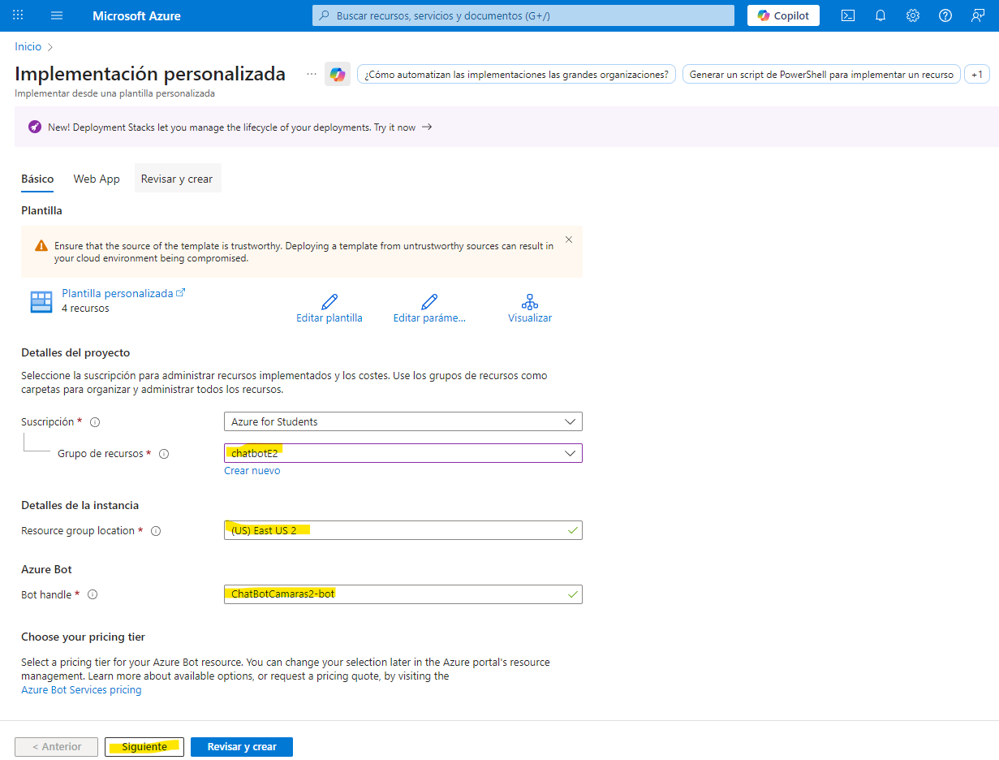 Microsoft Azure
Buscar recursos, servicios y documentos (G+/)
Copilot
Inicio
Implementación personalizada
...
¿Cómo automatizan las implementaciones las grandes organizaciones?
Generar un script de PowerShell para implementar un recurso
+1
Implementar desde una plantilla personalizada
New! Deployment Stacks let you manage the lifecycle of your deployments. Try it now →
Básico
Web App
Revisar y crear
Plantilla
Ensure that the source of the template is trustworthy. Deploying a template from untrustworthy sources can result in
your cloud environment being compromised.
Plantilla personalizada
4 recursos
Editar plantilla
Editar paráme...
Visualizar
Detalles del proyecto
Seleccione la suscripción para administrar recursos implementados y los costes. Use los grupos de recursos como
carpetas para organizar y administrar todos los recursos.
Suscripción *
Azure for Students
Grupo de recursos *
chatbotE2
Crear nuevo
Detalles de la instancia
Resource group location *
(US) East US 2
Azure Bot
Bot handle *
ChatBotCamaras2-bot
Choose your pricing tier
Select a pricing tier for your Azure Bot resource. You can change your selection later in the Azure portal's resource
management. Learn more about available options, or request a pricing quote, by visiting the
Azure Bot Services pricing
< Anterior
Siguiente
Revisar y crear